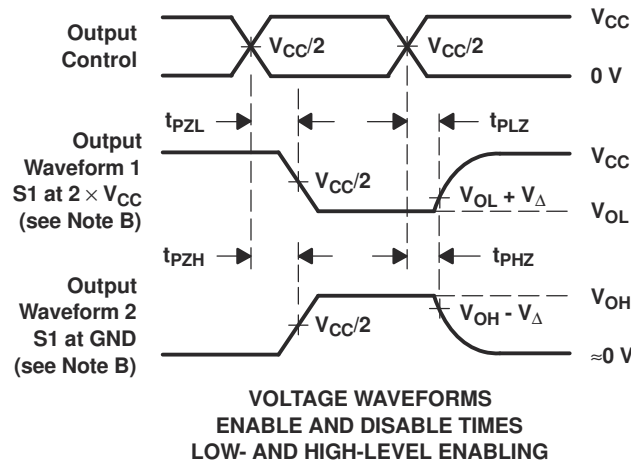 Output
Control
V_CC/2
V_CC/2
V_CC
0 V
t_PZL
t_PLZ
Output
Waveform 1
S1 at 2 × V_CC
(see Note B)
V_CC/2
V_CC
V_OL + V_Δ
V_OL
t_PZH
t_PHZ
Output
Waveform 2
S1 at GND
(see Note B)
V_CC/2
V_OH
V_OH - V_Δ
≈0 V
VOLTAGE WAVEFORMS
ENABLE AND DISABLE TIMES
LOW- AND HIGH-LEVEL ENABLING